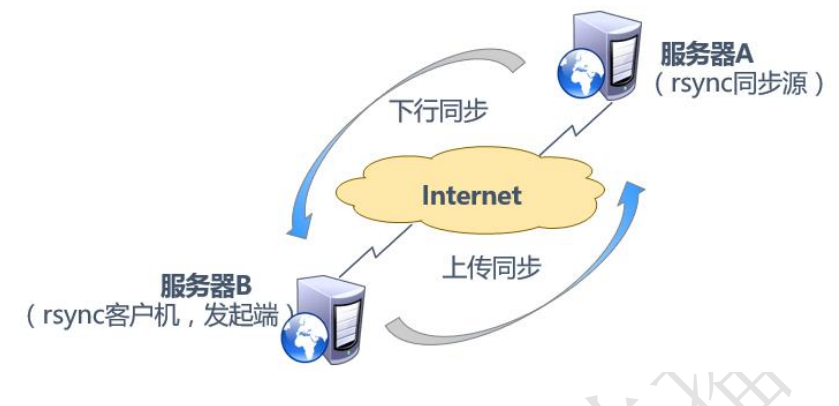 服务器A
（rsync同步源）
下行同步
Internet
上传同步
服务器B
（rsync客户机，发起端）